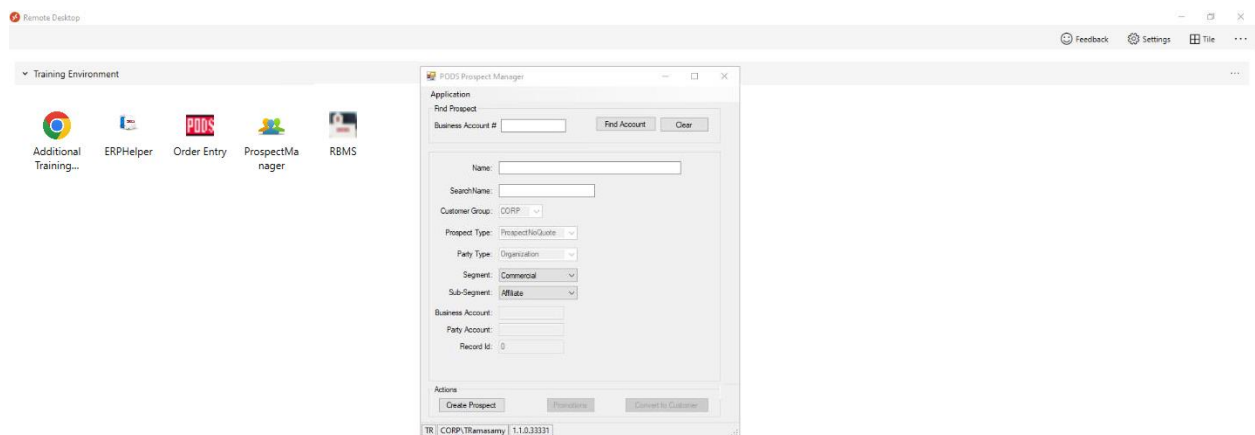 Remote Desktop
Feedback Settings Tile
Training Environment
Additional Training...
ERPHelper
PODS
Order Entry
ProspectMa
nager
RBMS
PODS Prospect Manager
Application
Find Prospect
Business Account #
Find Account Clear
Name:
SearchName:
Customer Group: CORP
Prospect Type: ProspectNoQuote
Party Type: Organization
Segment: Commercial
Sub-Segment: Affiliate
Business Account:
Party Account:
Record Id: 0
Actions
Create Prospect Promotions Convert to Customer
TR CORP\TRamasamy 1.1.0.33331